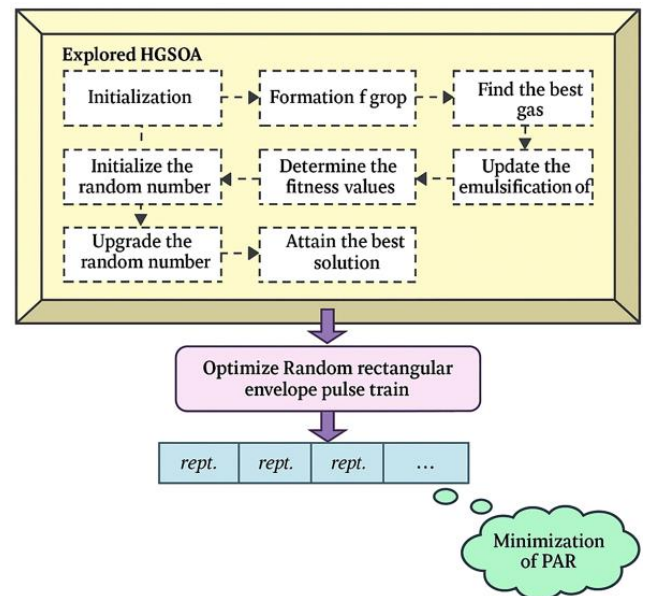 Explored HGSOA
Initialization
Formation f grop
Find the best
gas
Initialize the
random number
Determine the
fitness values
Update the
emulsification of
Upgrade the
random number
Attain the best
solution
Optimize Random rectangular
envelope pulse train
rept.
rept.
rept.
...
Minimization
of PAR